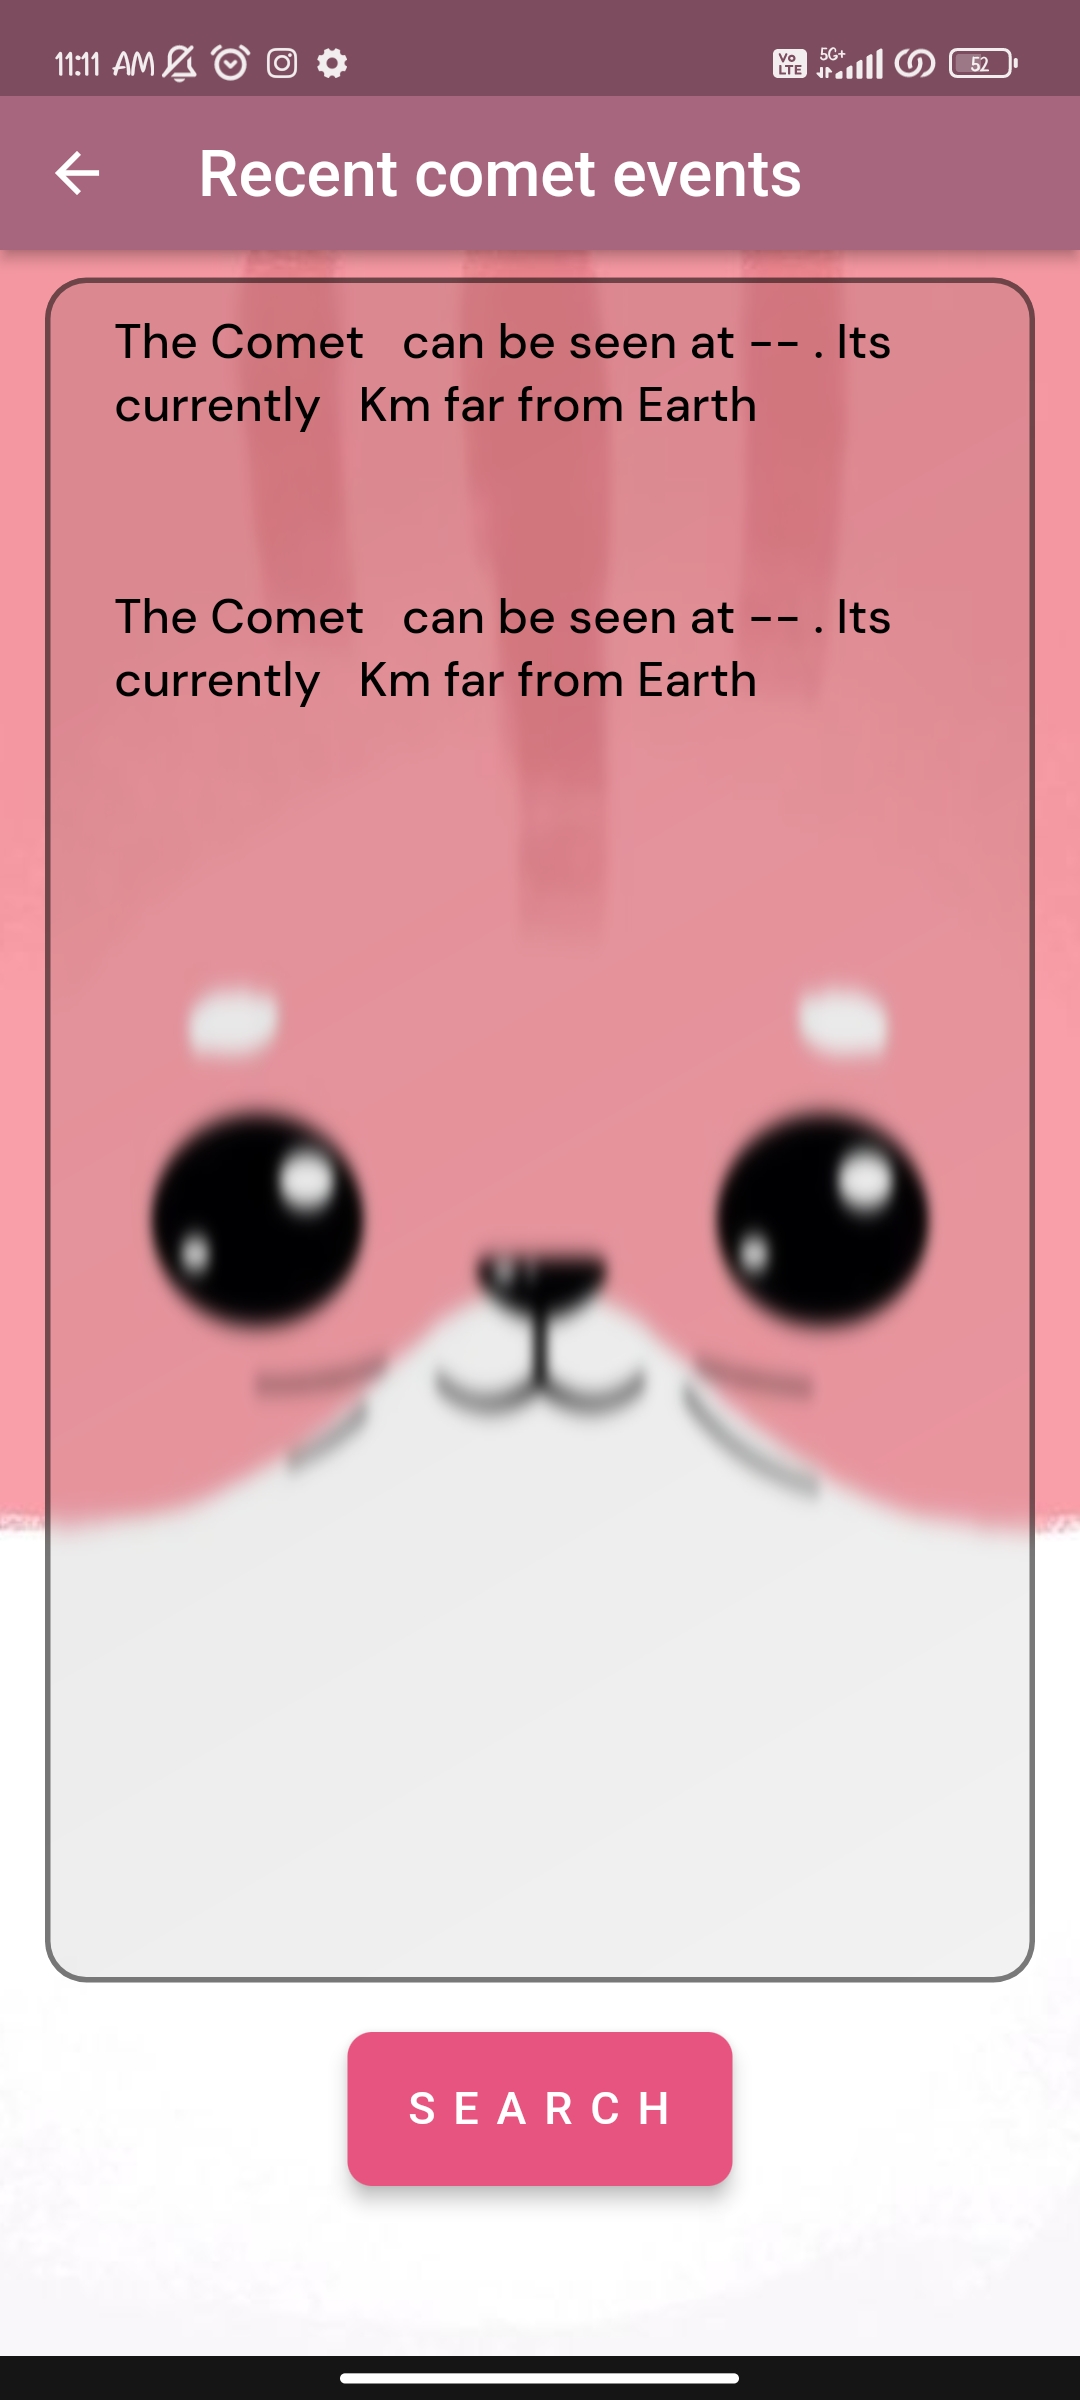 11:11 AM
Vo LTE 5G+ 52
Recent comet events
The Comet   can be seen at -- . Its
currently   Km far from Earth
The Comet   can be seen at -- . Its
currently   Km far from Earth
SEARCH